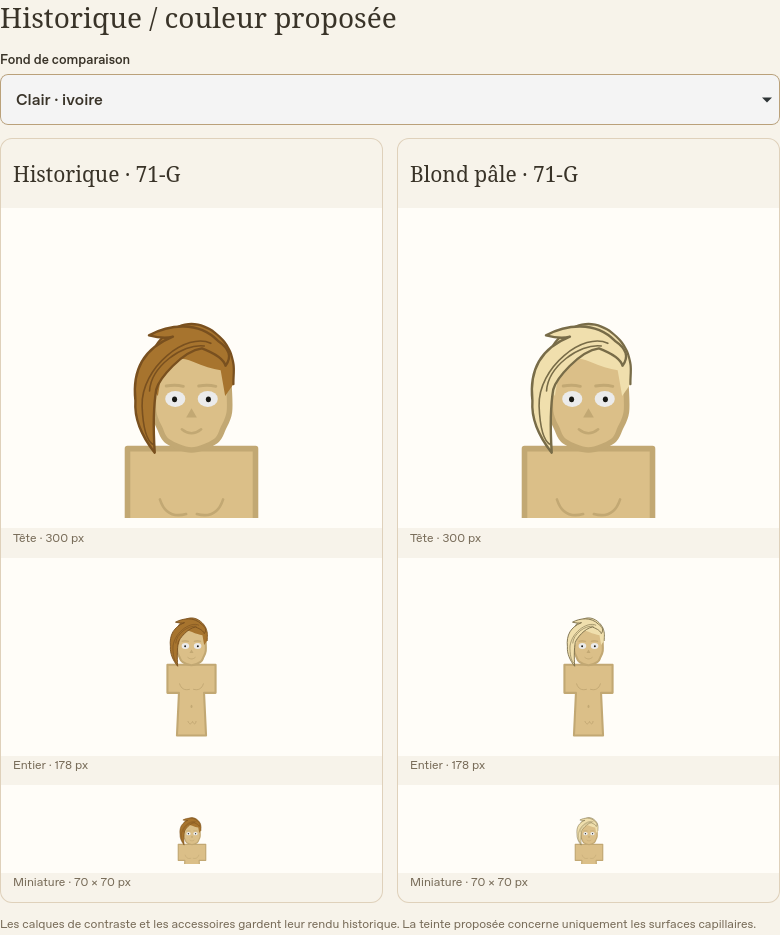 Historique / couleur proposée
Fond de comparaison
Clair · ivoire
Historique · 71-G
Blond pâle · 71-G
Tête · 300 px
Tête · 300 px
Entier · 178 px
Entier · 178 px
Miniature · 70 × 70 px
Miniature · 70 × 70 px
Les calques de contraste et les accessoires gardent leur rendu historique. La teinte proposée concerne uniquement les surfaces capillaires.